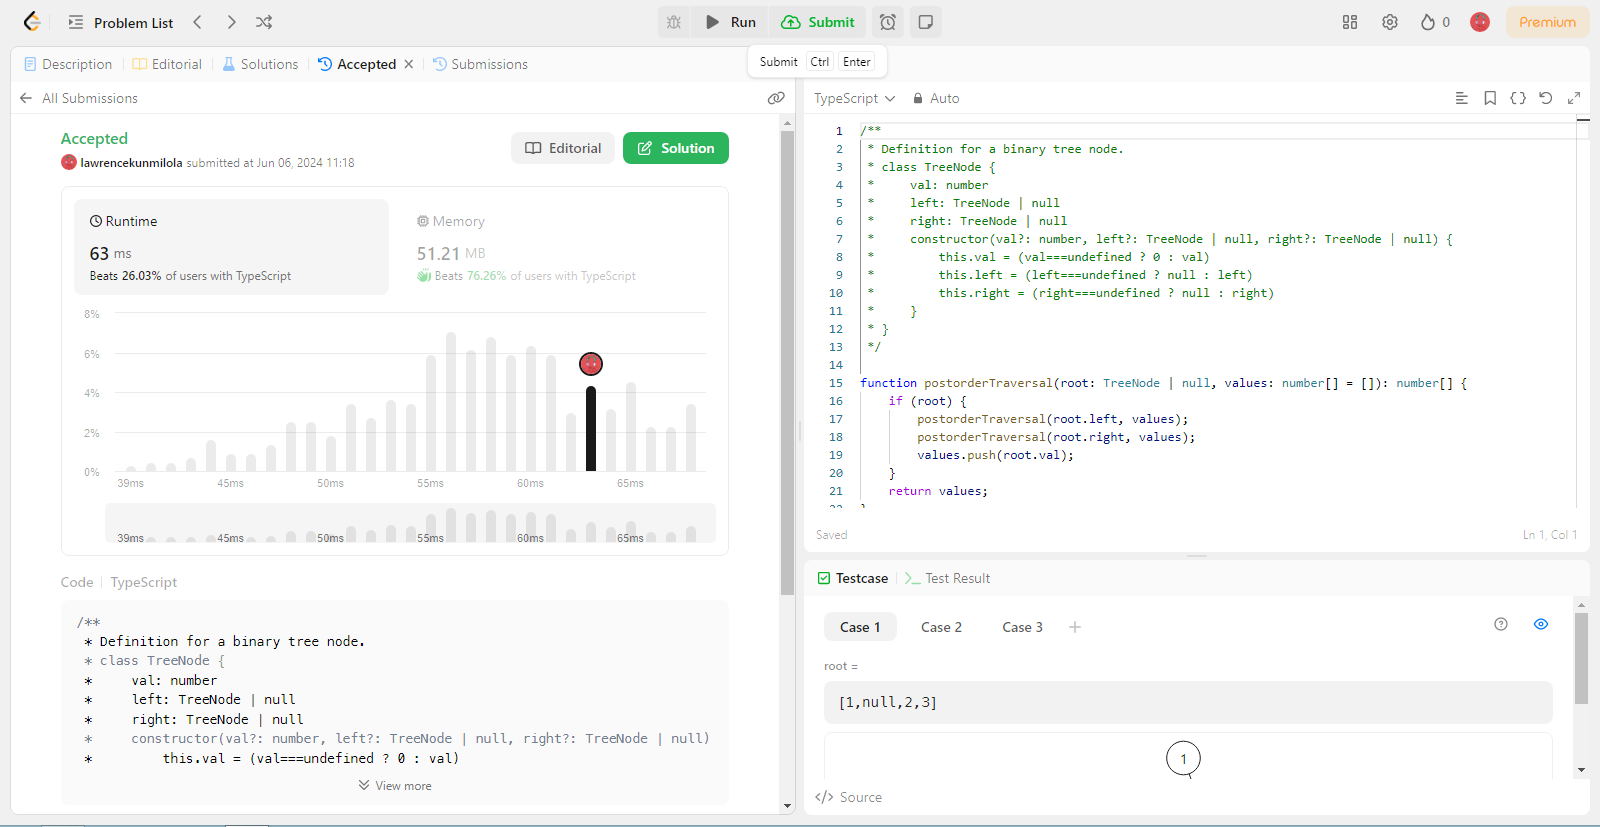 Problem List
Run
Submit
0
Premium
Description
Editorial
Solutions
Accepted
Submissions
Submit Ctrl Enter
All Submissions
Accepted
lawrencekunmilola submitted at Jun 06, 2024 11:18
Editorial
Solution
Runtime
63 ms
Beats 26.03% of users with TypeScript
Memory
51.21 MB
Beats 76.26% of users with TypeScript
8%
6%
4%
2%
0%
39ms 45ms 50ms 55ms 60ms 65ms
39ms 45ms 50ms 55ms 60ms 65ms
Code TypeScript
/**
* Definition for a binary tree node.
* class TreeNode {
*     val: number
*     left: TreeNode | null
*     right: TreeNode | null
*     constructor(val?: number, left?: TreeNode | null, right?: TreeNode | null)
*         this.val = (val===undefined ? 0 : val)
View more
TypeScript
Auto
1 /**
2 * Definition for a binary tree node.
3 * class TreeNode {
4 *     val: number
5 *     left: TreeNode | null
6 *     right: TreeNode | null
7 *     constructor(val?: number, left?: TreeNode | null, right?: TreeNode | null) {
8 *         this.val = (val===undefined ? 0 : val)
9 *         this.left = (left===undefined ? null : left)
10 *         this.right = (right===undefined ? null : right)
11 *     }
12 * }
13 */
14
15 function postorderTraversal(root: TreeNode | null, values: number[] = []): number[] {
16     if (root) {
17         postorderTraversal(root.left, values);
18         postorderTraversal(root.right, values);
19         values.push(root.val);
20     }
21     return values;
22 }
Saved
Ln 1, Col 1
Testcase
Test Result
Case 1
Case 2
Case 3
root =
[1,null,2,3]
1
Source